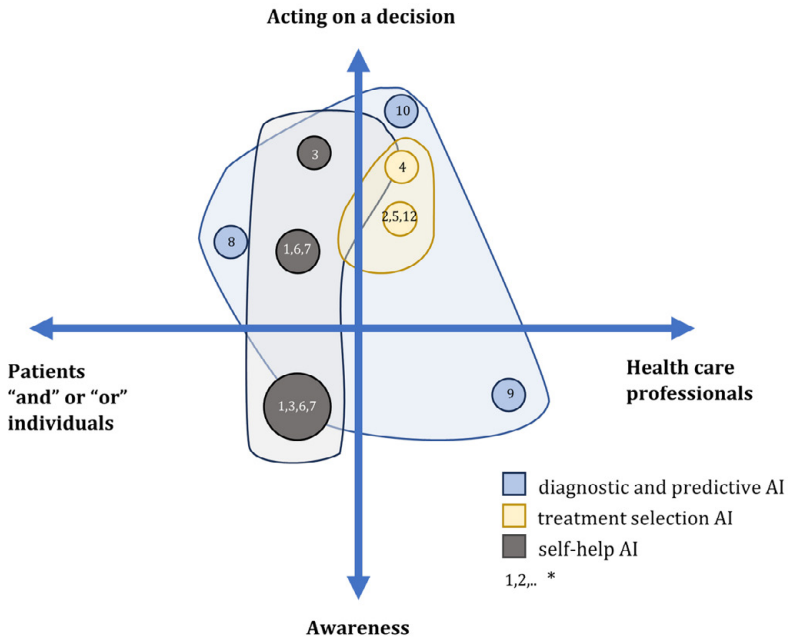 Acting on a decision
10
3
4
2,5,12
8
1,6,7
Patients
“and” or “or”
individuals
Health care
professionals
9
1,3,6,7
diagnostic and predictive AI
treatment selection AI
self-help AI
1,2,.. *
Awareness